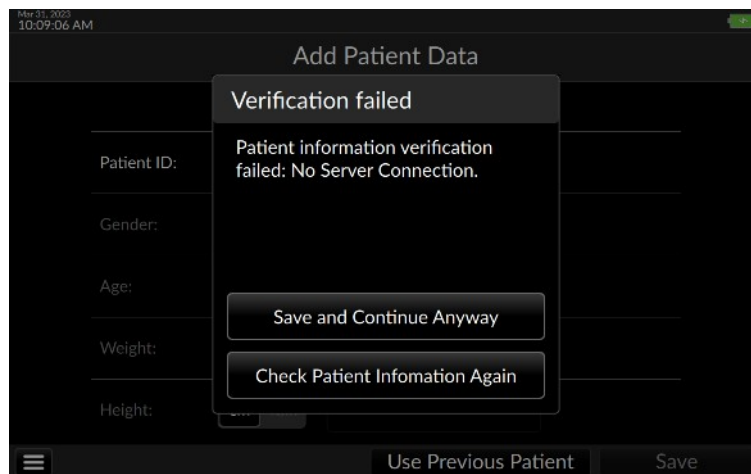 Mar 31, 2023
10:09:06 AM
Add Patient Data
Verification failed
Patient information verification
failed: No Server Connection.
Patient ID:
Gender:
Age:
Save and Continue Anyway
Weight:
Check Patient Infomation Again
Height:
Use Previous Patient
Save